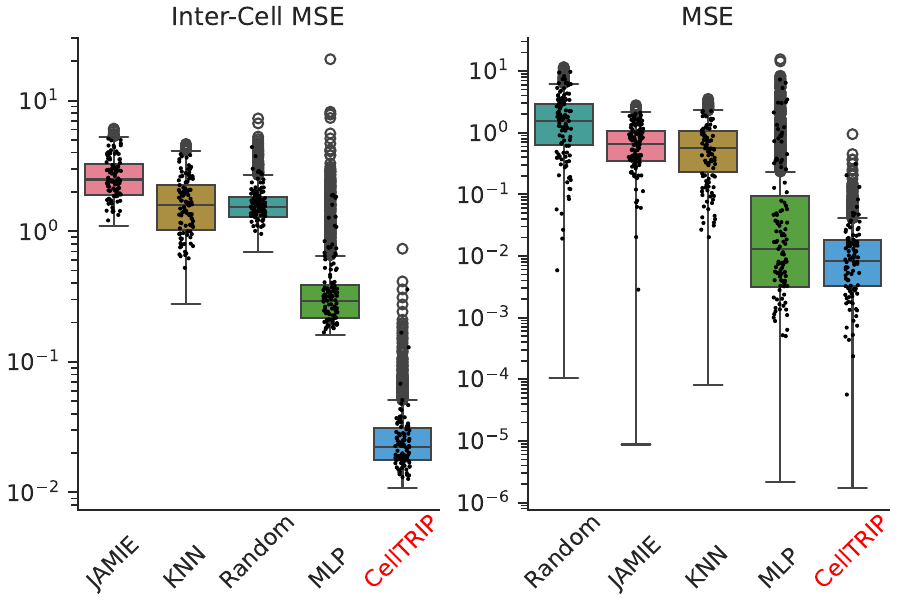 Inter-Cell MSE
10^1
10^0
10^-1
10^-2
JAMIE
KNN
Random
MLP
CellTRIP
MSE
10^1
10^0
10^-1
10^-2
10^-3
10^-4
10^-5
10^-6
Random
JAMIE
KNN
MLP
CellTRIP